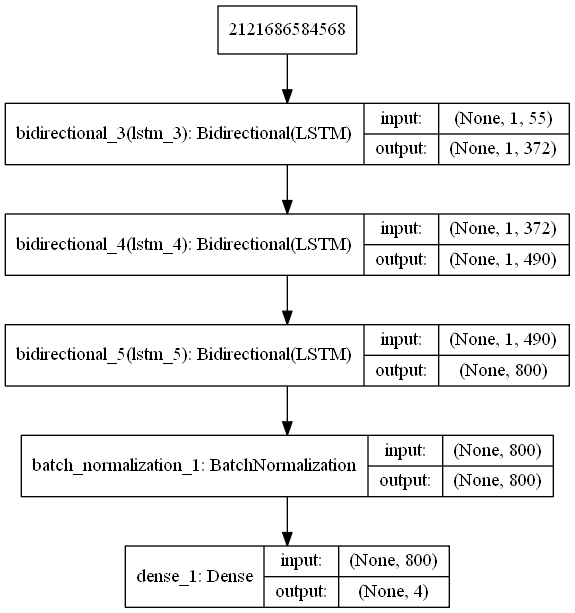 2121686584568
bidirectional_3(lstm_3): Bidirectional(LSTM) input: (None, 1, 55)
output: (None, 1, 372)
bidirectional_4(lstm_4): Bidirectional(LSTM) input: (None, 1, 372)
output: (None, 1, 490)
bidirectional_5(lstm_5): Bidirectional(LSTM) input: (None, 1, 490)
output: (None, 800)
batch_normalization_1: BatchNormalization input: (None, 800)
output: (None, 800)
dense_1: Dense input: (None, 800)
output: (None, 4)